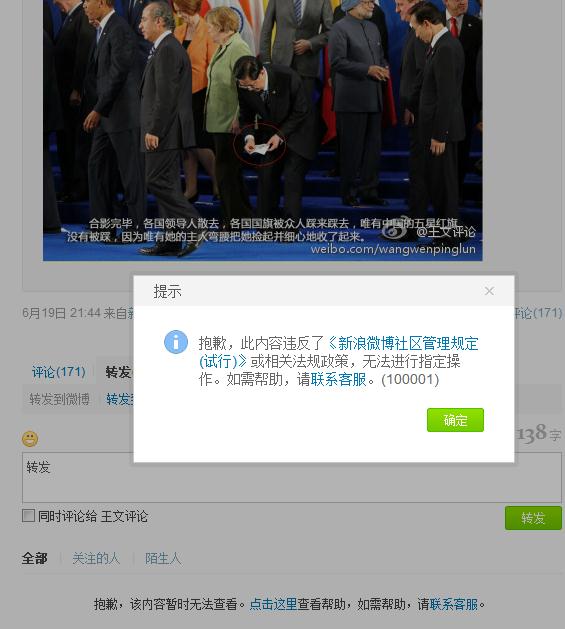 合影完毕，各国领导人散去，各国国旗被众人踩来踩去，唯有中国的五星红旗
没有被踩，因为唯有她的主人弯腰把她捡起并细心地收了起来。
@王文评论
weibo.com/wangwenpinglun
6月19日 21:44 来自新
评论(171)
提示
抱歉，此内容违反了《新浪微博社区管理规定
(试行)》或相关法规政策，无法进行指定操
作。如需帮助，请联系客服。(100001)
确定
评论(171)
转发
转发到微博
转发
138字
转发
同时评论给 王文评论
转发
全部
关注的人
陌生人
抱歉，该内容暂时无法查看。点击这里查看帮助，如需帮助，请联系客服。